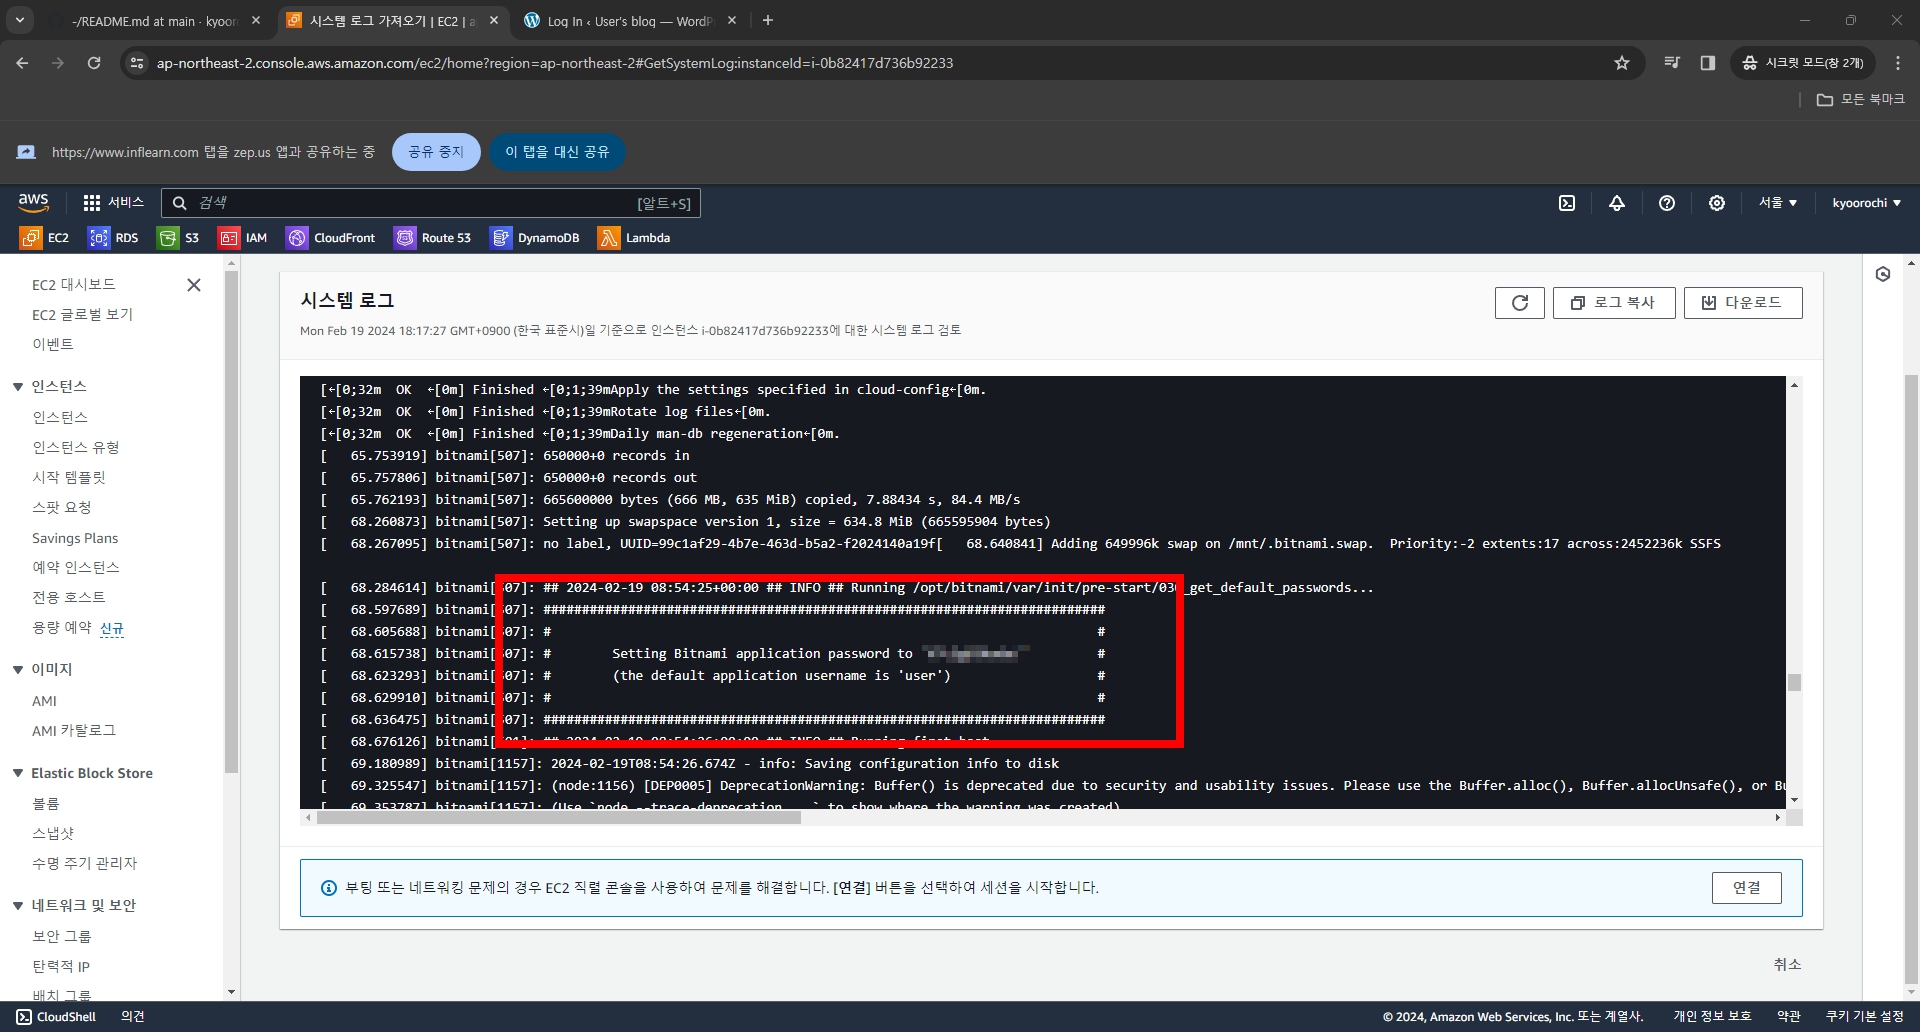 -/README.md at main · kyoor
시스템 로그 가져오기 | EC2 | a
Log In ‹ User's blog — WordP
ap-northeast-2.console.aws.amazon.com/ec2/home?region=ap-northeast-2#GetSystemLog:instanceId=i-0b82417d736b92233
시크릿 모드(창 2개)
모든 북마크
https://www.inflearn.com 탭을 zep.us 앱과 공유하는 중
공유 중지
이 탭을 대신 공유
aws
서비스
검색
[알트+S]
서울
kyoorochi
EC2
RDS
S3
IAM
CloudFront
Route 53
DynamoDB
Lambda
EC2 대시보드
EC2 글로벌 보기
이벤트
인스턴스
인스턴스
인스턴스 유형
시작 템플릿
스팟 요청
Savings Plans
예약 인스턴스
전용 호스트
용량 예약 신규
이미지
AMI
AMI 카탈로그
Elastic Block Store
볼륨
스냅샷
수명 주기 관리자
네트워크 및 보안
보안 그룹
탄력적 IP
배치 그룹
시스템 로그
Mon Feb 19 2024 18:17:27 GMT+0900 (한국 표준시)일 기준으로 인스턴스 i-0b82417d736b92233에 대한 시스템 로그 검토
로그 복사
다운로드
[←[0;32m  OK  ←[0m] Finished ←[0;1;39mApply the settings specified in cloud-config←[0m.
[←[0;32m  OK  ←[0m] Finished ←[0;1;39mRotate log files←[0m.
[←[0;32m  OK  ←[0m] Finished ←[0;1;39mDaily man-db regeneration←[0m.
[   65.753919] bitnami[507]: 650000+0 records in
[   65.757806] bitnami[507]: 650000+0 records out
[   65.762193] bitnami[507]: 665600000 bytes (666 MB, 635 MiB) copied, 7.88434 s, 84.4 MB/s
[   68.260873] bitnami[507]: Setting up swapspace version 1, size = 634.8 MiB (665595904 bytes)
[   68.267095] bitnami[507]: no label, UUID=99c1af29-4b7e-463d-b5a2-f2024140a19f[   68.640841] Adding 649996k swap on /mnt/.bitnami.swap.  Priority:-2 extents:17 across:2452236k SSFS
[   68.284614] bitnami[507]: ## 2024-02-19 08:54:25+00:00 ## INFO ## Running /opt/bitnami/var/init/pre-start/030_get_default_passwords...
[   68.597689] bitnami[507]: #########################################################################
[   68.605688] bitnami[507]: #                                                                       #
[   68.615738] bitnami[507]: #        Setting Bitnami application password to                        #
[   68.623293] bitnami[507]: #        (the default application username is 'user')                   #
[   68.629910] bitnami[507]: #                                                                       #
[   68.636475] bitnami[507]: #########################################################################
[   68.676126] bitnami[501]: ## 2024-02-19 08:54:26+00:00 ## INFO ## Running first boot
[   69.180989] bitnami[1157]: 2024-02-19T08:54:26.674Z - info: Saving configuration info to disk
[   69.325547] bitnami[1157]: (node:1156) [DEP0005] DeprecationWarning: Buffer() is deprecated due to security and usability issues. Please use the Buffer.alloc(), Buffer.allocUnsafe(), or Bu
[   69.353787] bitnami[1157]: (Use `node --trace-deprecation ...` to show where the warning was created)
부팅 또는 네트워킹 문제의 경우 EC2 직렬 콘솔을 사용하여 문제를 해결합니다. [연결] 버튼을 선택하여 세션을 시작합니다.
연결
취소
CloudShell
의견
© 2024, Amazon Web Services, Inc. 또는 계열사.
개인 정보 보호
약관
쿠키 기본 설정